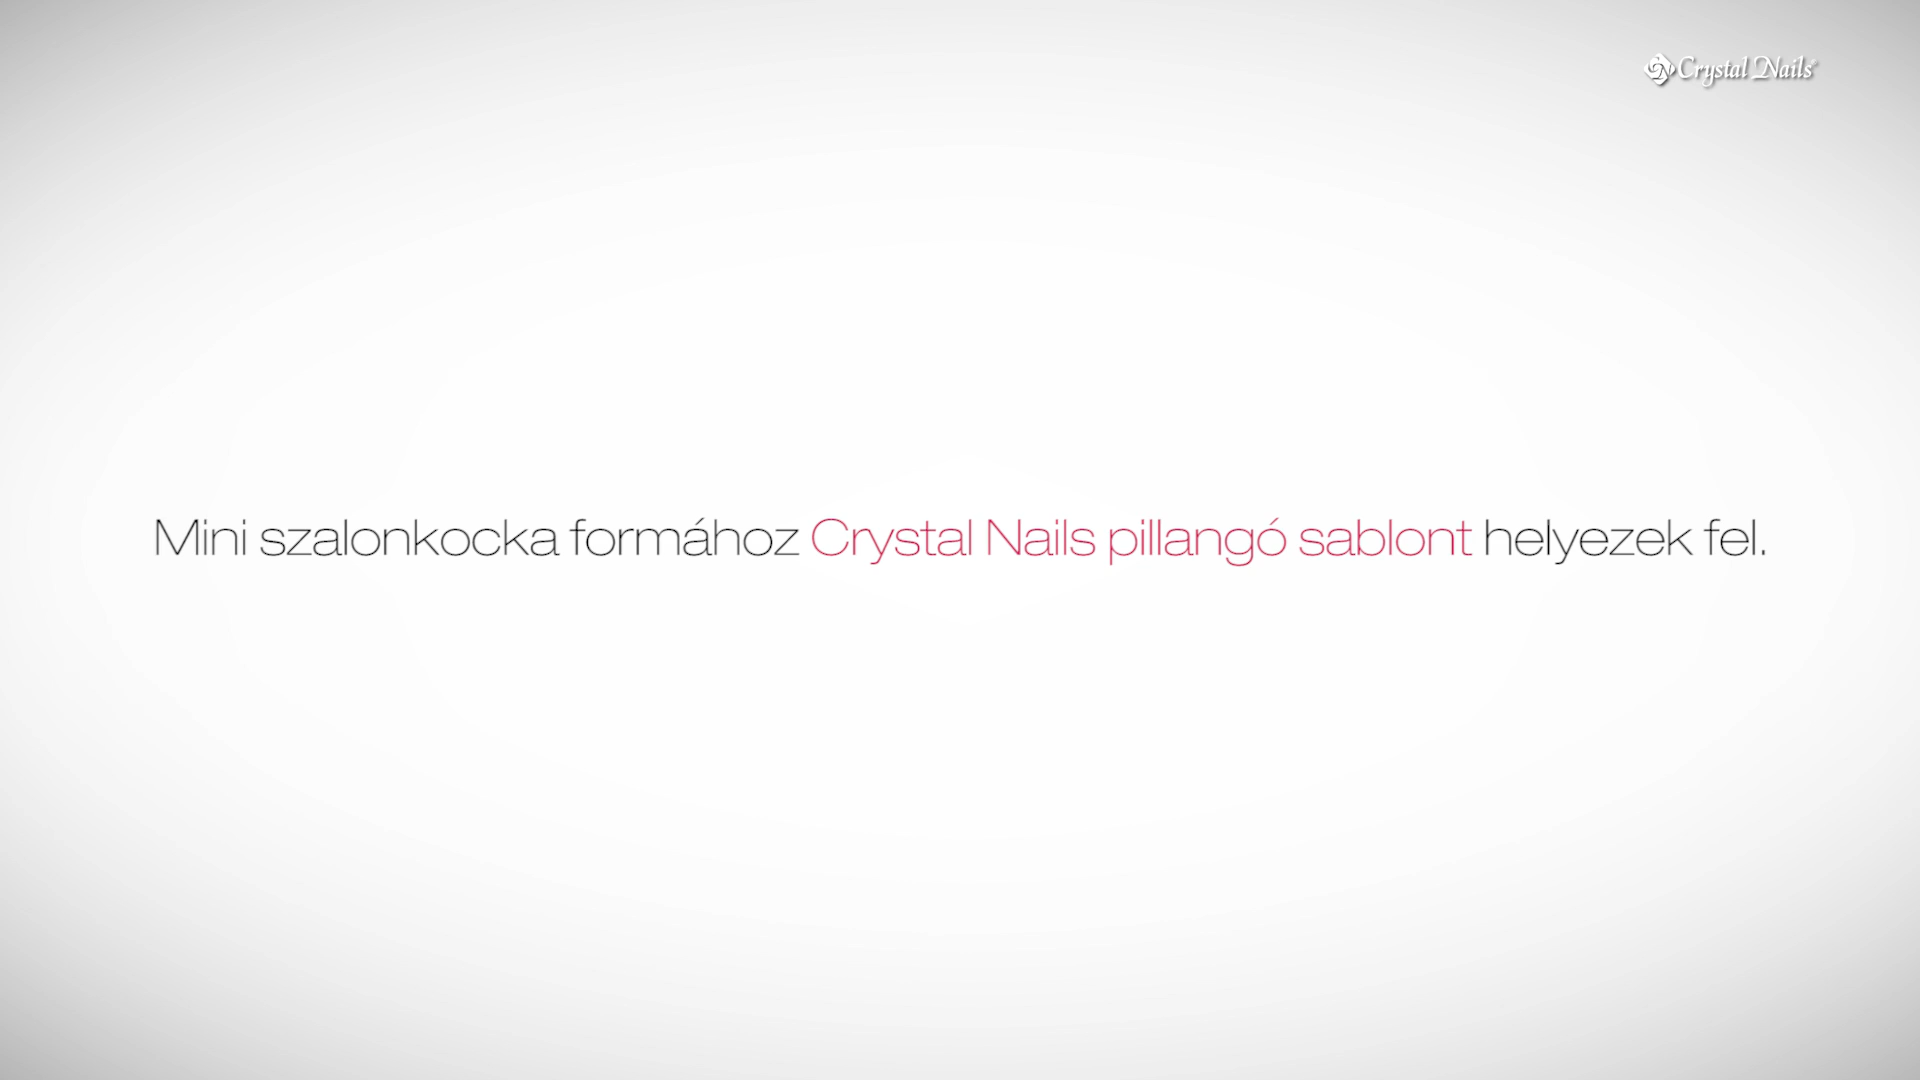 Crystal Nails
Mini szalonkocka formához Crystal Nails pillangó sablont helyezek fel.